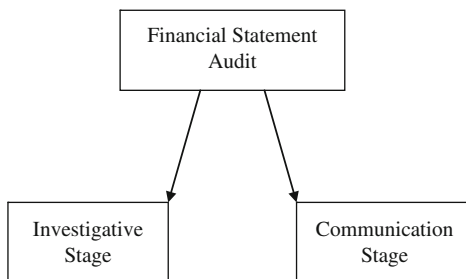 Financial Statement
Audit
Investigative
Stage
Communication
Stage